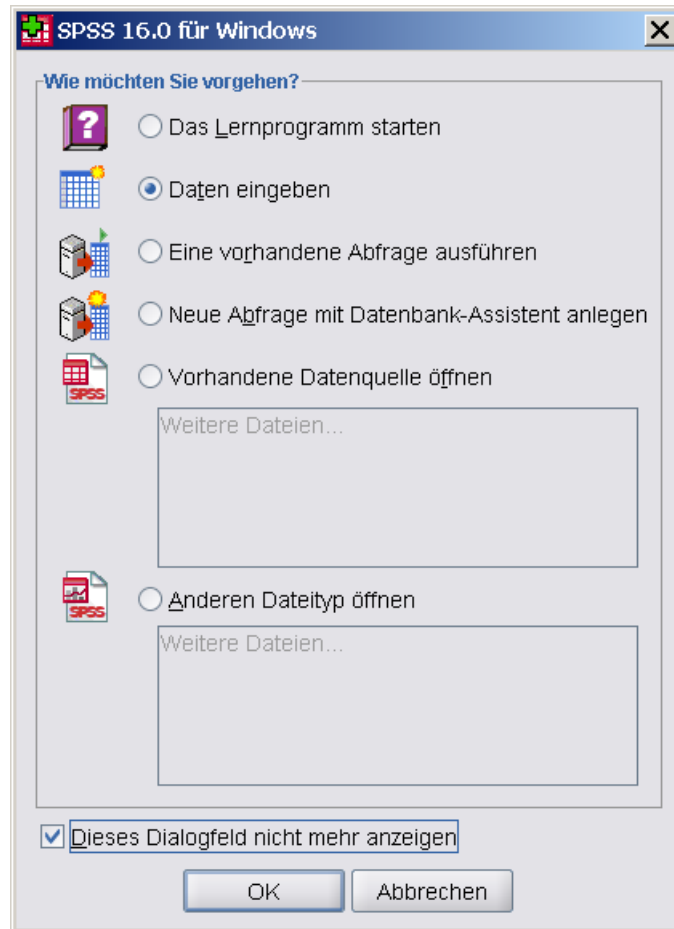 SPSS 16.0 für Windows
Wie möchten Sie vorgehen?
Das Lernprogramm starten
Daten eingeben
Eine vorhandene Abfrage ausführen
Neue Abfrage mit Datenbank-Assistent anlegen
Vorhandene Datenquelle öffnen
SPSS
Weitere Dateien...
Anderen Dateityp öffnen
SPSS
Weitere Dateien...
Dieses Dialogfeld nicht mehr anzeigen
OK Abbrechen